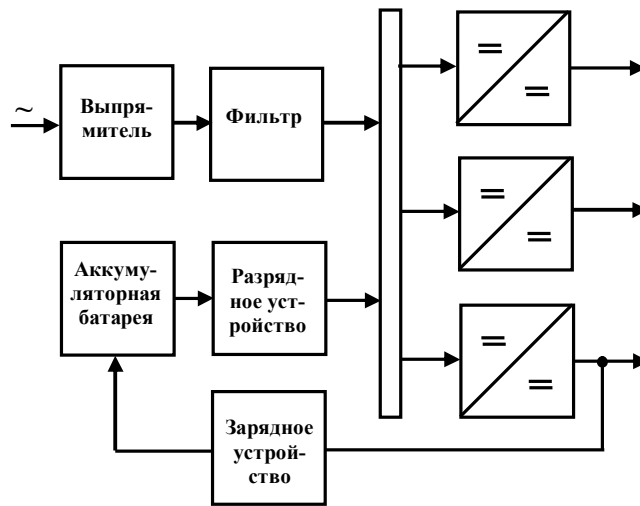 ~
Выпря-
митель
Фильтр
Аккуму-
ляторная
батарея
Разряд-
ное уст-
ройство
Зарядное
устрой-
ство